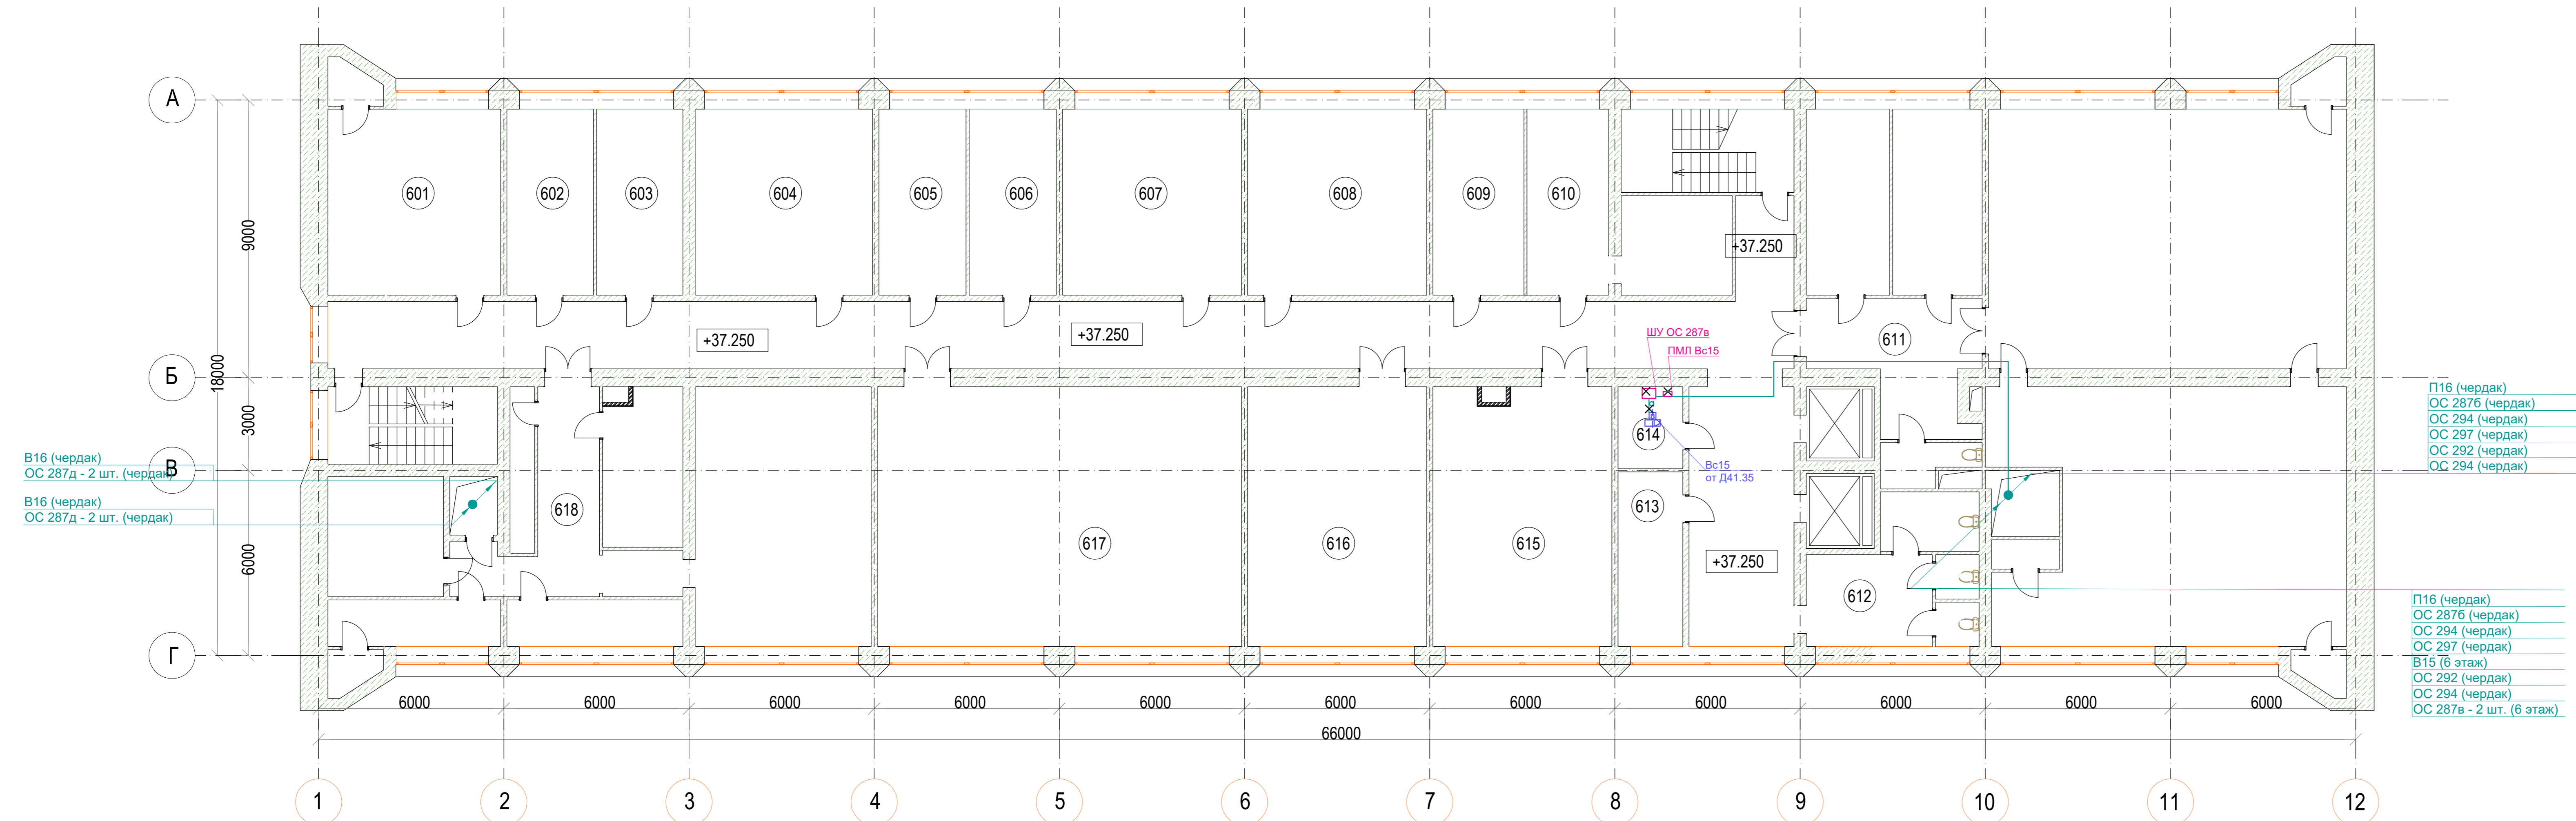 А
Б
В
Г
9000
18000
3000
6000
601
602
603
604
605
606
607
608
609
610
+37.250
+37.250
+37.250
611
ШУ ОС 287в
ПМЛ Вс15
614
Вс15
от Д41.35
613
+37.250
612
615
616
617
618
В16 (чердак)
ОС 287д - 2 шт. (чердак)
В16 (чердак)
ОС 287д - 2 шт. (чердак)
П16 (чердак)
ОС 287б (чердак)
ОС 294 (чердак)
ОС 297 (чердак)
ОС 292 (чердак)
ОС 294 (чердак)
П16 (чердак)
ОС 287б (чердак)
ОС 294 (чердак)
ОС 297 (чердак)
В15 (6 этаж)
ОС 292 (чердак)
ОС 294 (чердак)
ОС 287в - 2 шт. (6 этаж)
6000 6000 6000 6000 6000 6000 6000 6000 6000 6000 6000
66000
1 2 3 4 5 6 7 8 9 10 11 12